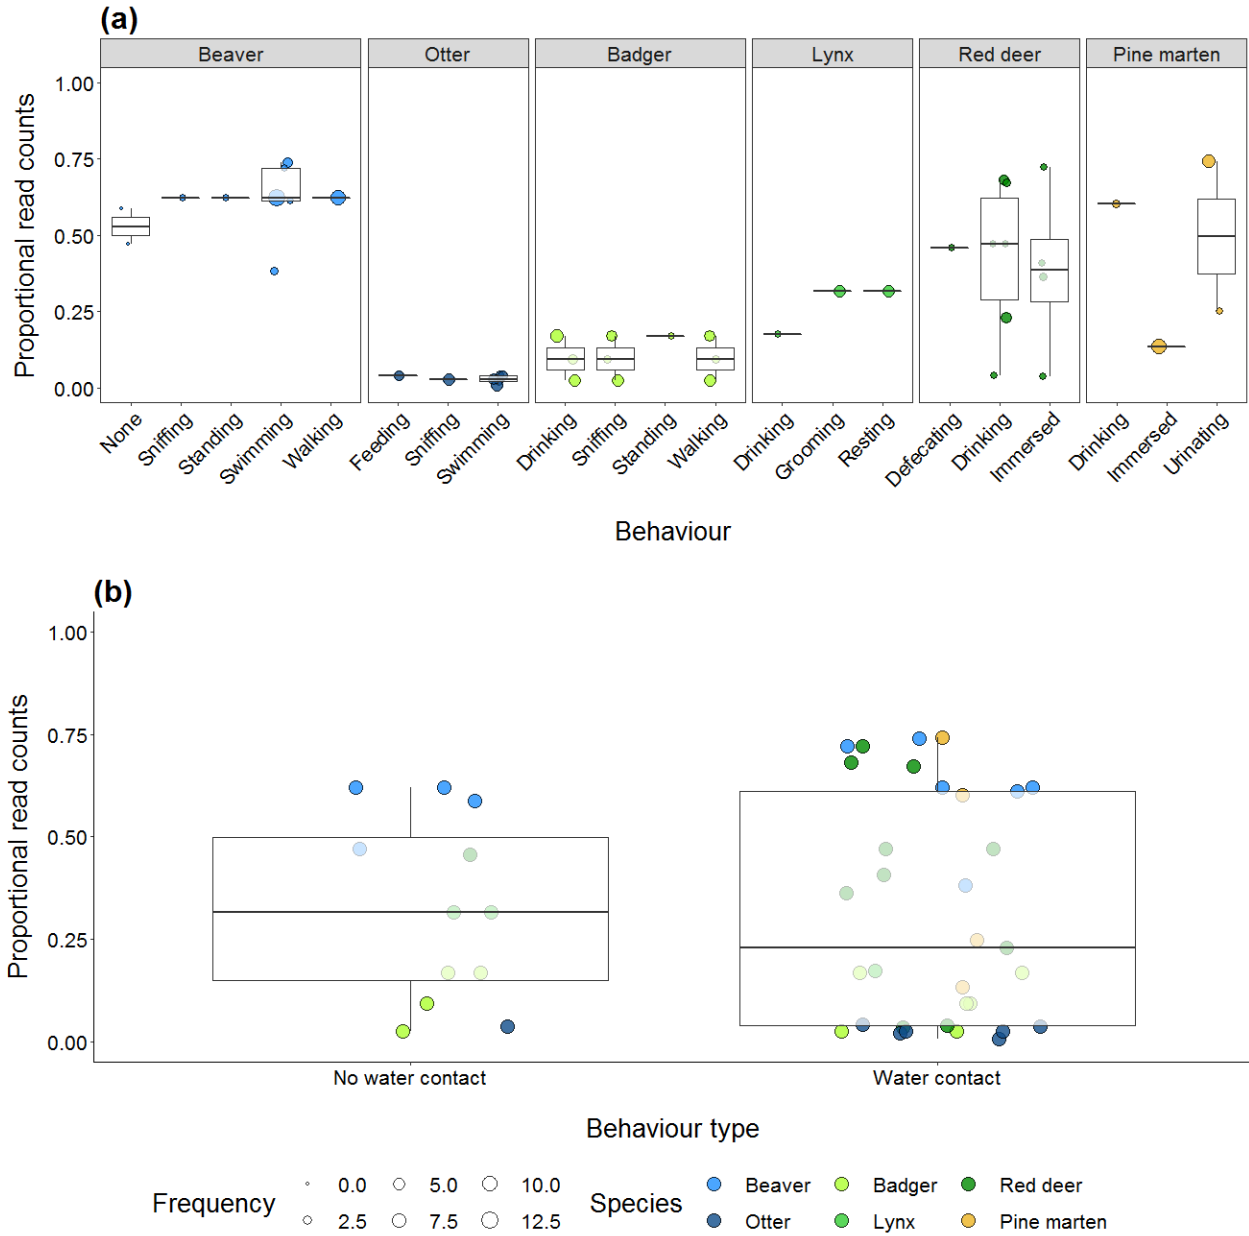 (a)
Beaver Otter Badger Lynx Red deer Pine marten
Proportional read counts
1.00
0.75
0.50
0.25
0.00
None Sniffing Standing Swimming Walking Feeding Sniffing Swimming Drinking Sniffing Standing Walking Drinking Grooming Resting Defecating Drinking Immersed Drinking Immersed Urinating
Behaviour
(b)
Proportional read counts
1.00
0.75
0.50
0.25
0.00
No water contact Water contact
Behaviour type
Frequency 0.0 5.0 10.0 Species Beaver Badger Red deer
2.5 7.5 12.5 Otter Lynx Pine marten